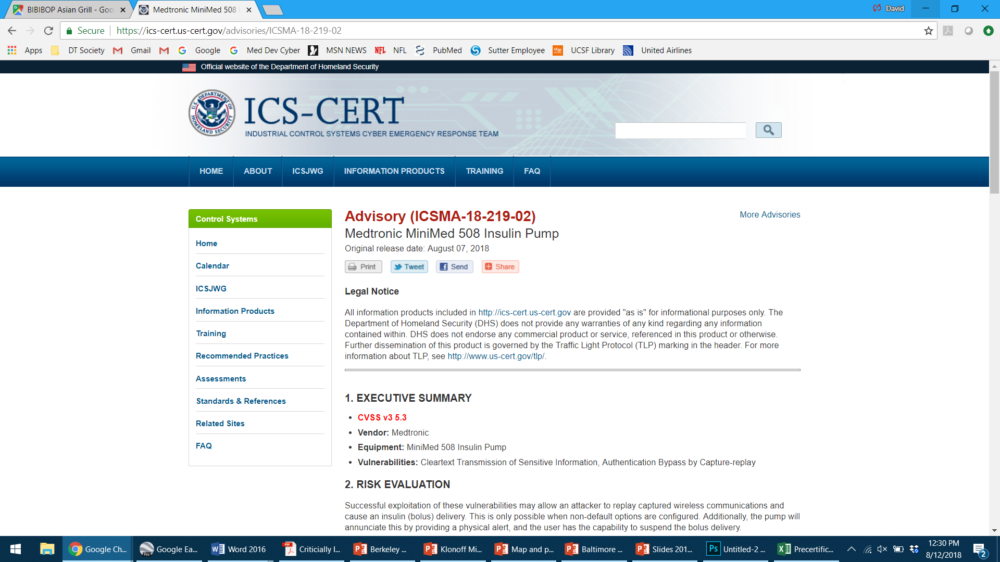 BIBIBOP Asian Grill - Goo
Medtronic MiniMed 508
David
Secure
https://ics-cert.us-cert.gov/advisories/ICSMA-18-219-02
Apps DT Society Gmail Google Med Dev Cyber MSN NEWS NFL NFL PubMed Sutter Employee UCSF Library United Airlines
Official website of the Department of Homeland Security
U.S. DEPARTMENT OF HOMELAND SECURITY
ICS-CERT
INDUSTRIAL CONTROL SYSTEMS CYBER EMERGENCY RESPONSE TEAM
HOME ABOUT ICSJWG INFORMATION PRODUCTS TRAINING FAQ
Control Systems
Home
Calendar
ICSJWG
Information Products
Training
Recommended Practices
Assessments
Standards & References
Related Sites
FAQ
Advisory (ICSMA-18-219-02)
More Advisories
Medtronic MiniMed 508 Insulin Pump
Original release date: August 07, 2018
Print Tweet Send Share
Legal Notice
All information products included in http://ics-cert.us-cert.gov are provided "as is" for informational purposes only. The
Department of Homeland Security (DHS) does not provide any warranties of any kind regarding any information
contained within. DHS does not endorse any commercial product or service, referenced in this product or otherwise.
Further dissemination of this product is governed by the Traffic Light Protocol (TLP) marking in the header. For more
information about TLP, see http://www.us-cert.gov/tlp/.
1. EXECUTIVE SUMMARY
• CVSS v3 5.3
• Vendor: Medtronic
• Equipment: MiniMed 508 Insulin Pump
• Vulnerabilities: Cleartext Transmission of Sensitive Information, Authentication Bypass by Capture-replay
2. RISK EVALUATION
Successful exploitation of these vulnerabilities may allow an attacker to replay captured wireless communications and
cause an insulin (bolus) delivery. This is only possible when non-default options are configured. Additionally, the pump will
annunciate this by providing a physical alert, and the user has the capability to suspend the bolus delivery.
Google Ch... Google Ea... Word 2016 Criticially I... Berkeley ... Klonoff Mi... Map and p... Baltimore ... Slides 201... Untitled-2 ... Precertific...
12:30 PM
8/12/2018
2